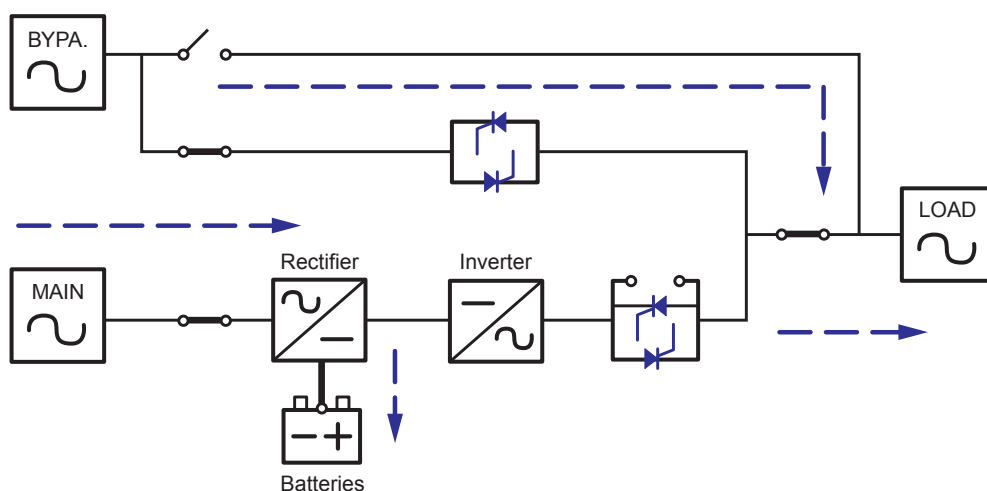 BYPA.
LOAD
Rectifier
Inverter
MAIN
Batteries